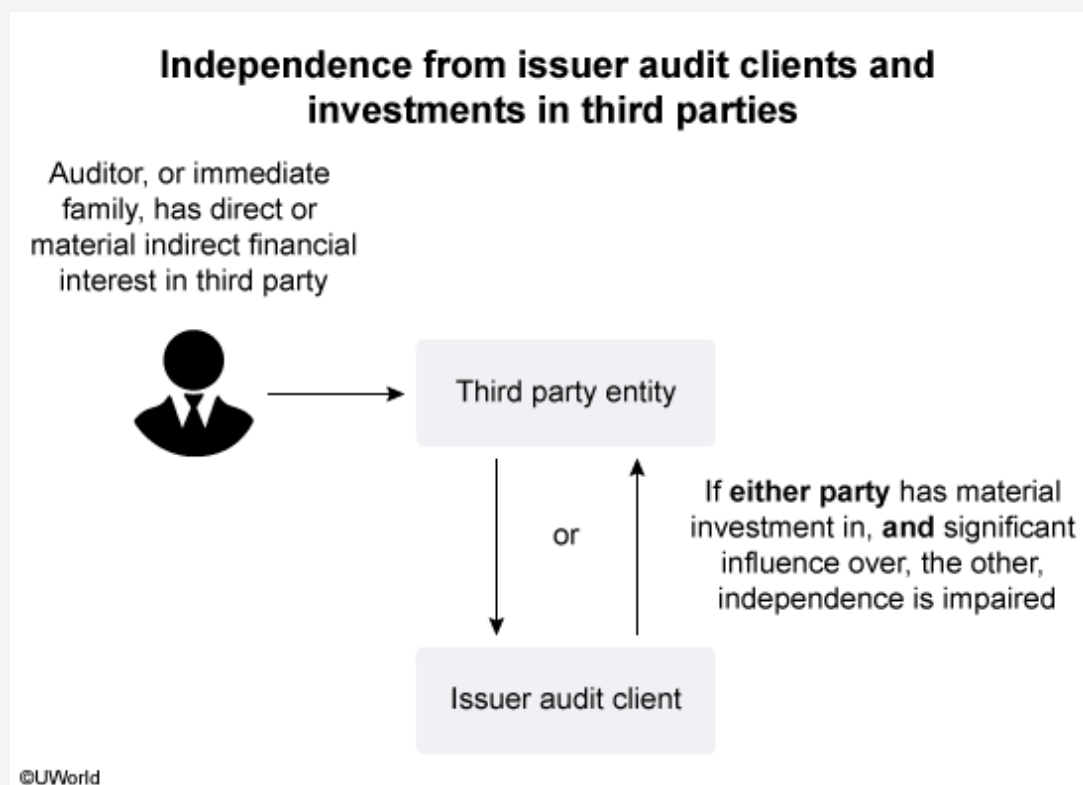 Independence from issuer audit clients and
investments in third parties
Auditor, or immediate
family, has direct or
material indirect financial
interest in third party
Third party entity
or
If either party has material
investment in, and significant
influence over, the other,
independence is impaired
Issuer audit client
©UWorld